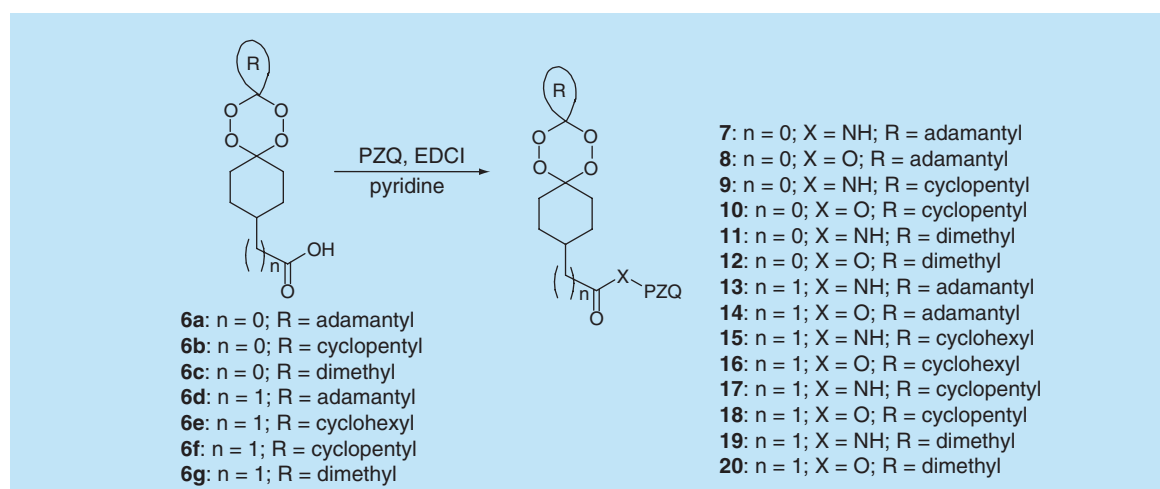 R
O O
O O
( )n OH
O
PZQ, EDCI
pyridine
R
O O
O O
( )n X
PZQ
O
6a: n = 0; R = adamantyl
6b: n = 0; R = cyclopentyl
6c: n = 0; R = dimethyl
6d: n = 1; R = adamantyl
6e: n = 1; R = cyclohexyl
6f: n = 1; R = cyclopentyl
6g: n = 1; R = dimethyl
7: n = 0; X = NH; R = adamantyl
8: n = 0; X = O; R = adamantyl
9: n = 0; X = NH; R = cyclopentyl
10: n = 0; X = O; R = cyclopentyl
11: n = 0; X = NH; R = dimethyl
12: n = 0; X = O; R = dimethyl
13: n = 1; X = NH; R = adamantyl
14: n = 1; X = O; R = adamantyl
15: n = 1; X = NH; R = cyclohexyl
16: n = 1; X = O; R = cyclohexyl
17: n = 1; X = NH; R = cyclopentyl
18: n = 1; X = O; R = cyclopentyl
19: n = 1; X = NH; R = dimethyl
20: n = 1; X = O; R = dimethyl